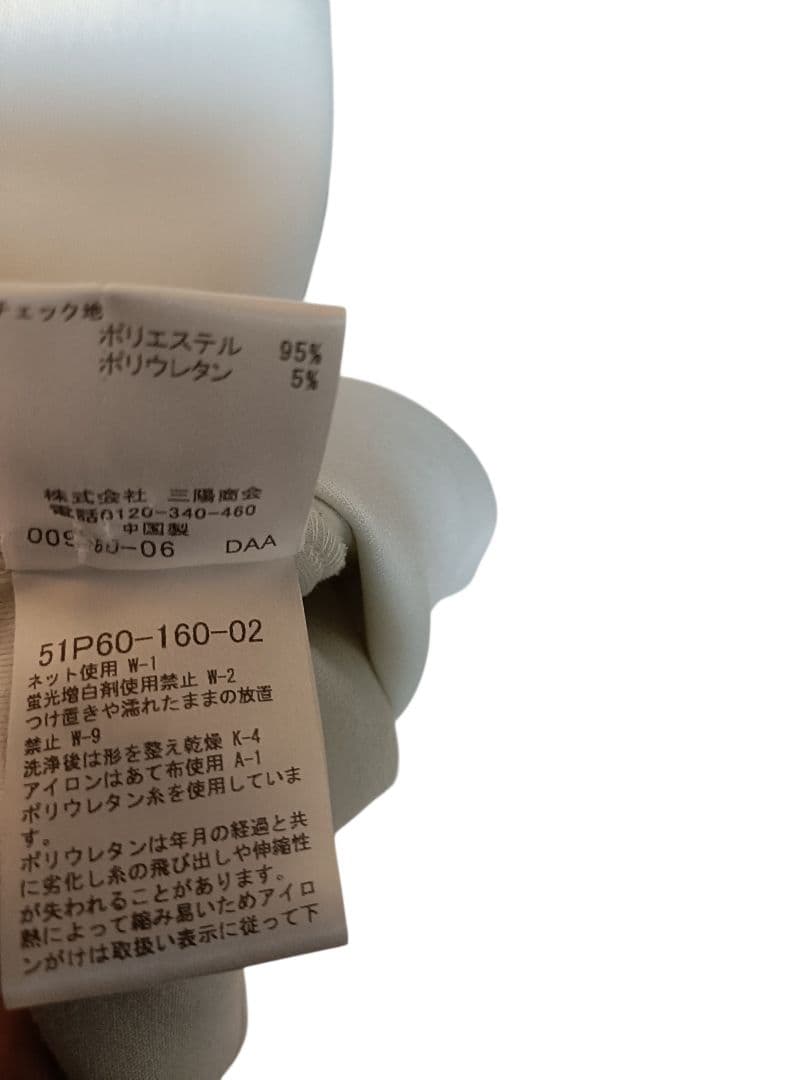 チェック地
ポリエステル 95%
ポリウレタン 5%
株式会社 三陽商会
電話0120-340-460
中国製
DAA
51P60-160-02
ネット使用 W-1
蛍光増白剤使用禁止 W-2
つけ置きや濡れたままの放置
禁止 W-9
洗浄後は形を整え乾燥 K-4
アイロンはあて布使用 A-1
ポリウレタン糸を使用していま
す。
ポリウレタンは年月の経過と共
に劣化し糸の飛び出しや伸縮性
が失われることがあります。
熱によって縮み易いためアイロ
ンがけは取扱い表示に従って下